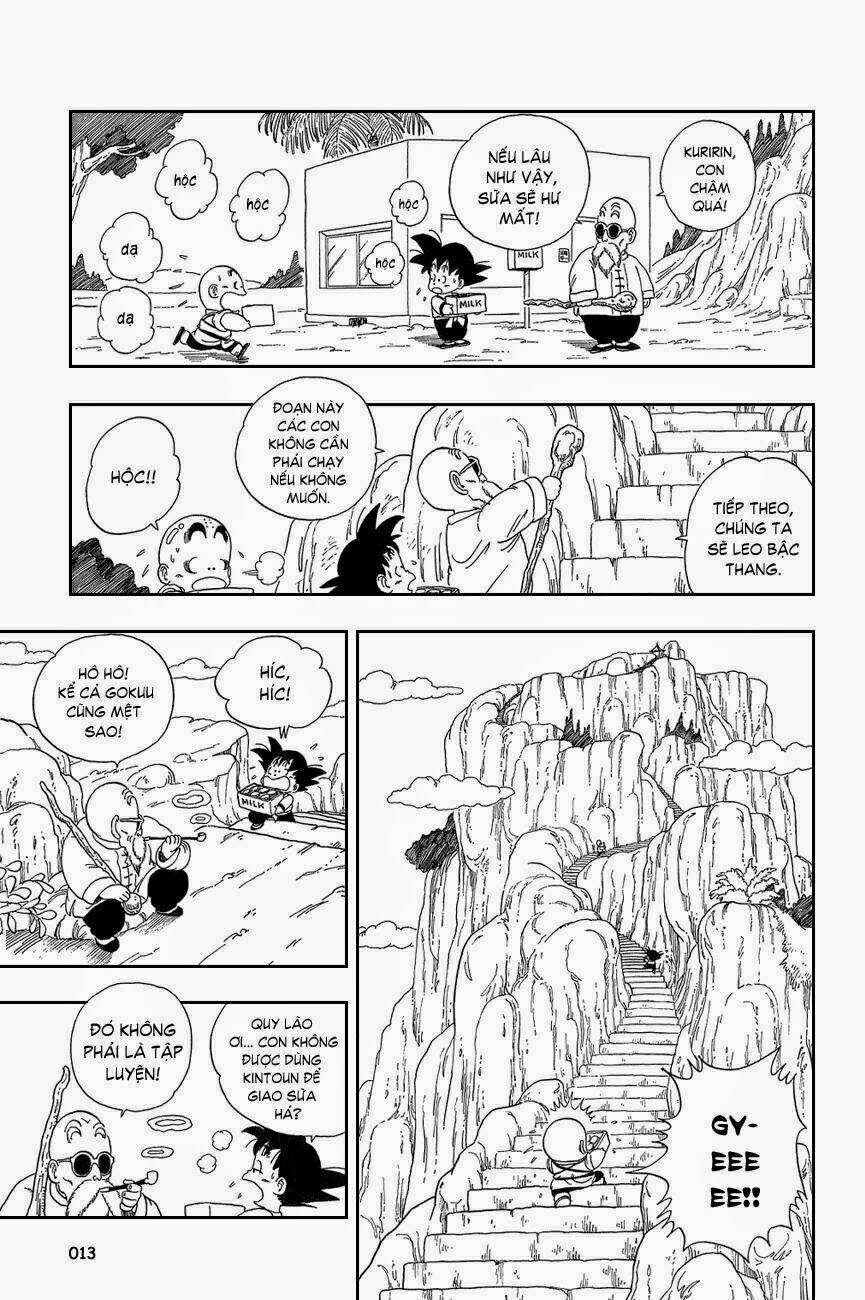 KURIRIN,
CON
CHẬM
QUÁ!
NẾU LÂU
NHƯ VẬY,
SỮA SẼ HƯ
MẤT!
MILK
MILK
HỘC
HỘC
HỘC
HỘC
DẠ
DẠ
TIẾP THEO,
CHÚNG TA
SẼ LEO BẬC
THANG.
ĐOẠN NÀY
CÁC CON
KHÔNG CẦN
PHẢI CHẠY
NẾU KHÔNG
MUỐN.
HỘC!!
GY-
EEE
EE!!
HÍC,
HÍC!
HÔ HÔ!
KỂ CẢ GOKUU
CŨNG MỆT
SAO!
MILK
QUY LÃO
ƠI... CON KHÔNG
ĐƯỢC DÙNG
KINTOUN ĐỂ
GIAO SỮA
HẢ?
ĐÓ KHÔNG
PHẢI LÀ TẬP
LUYỆN!
013